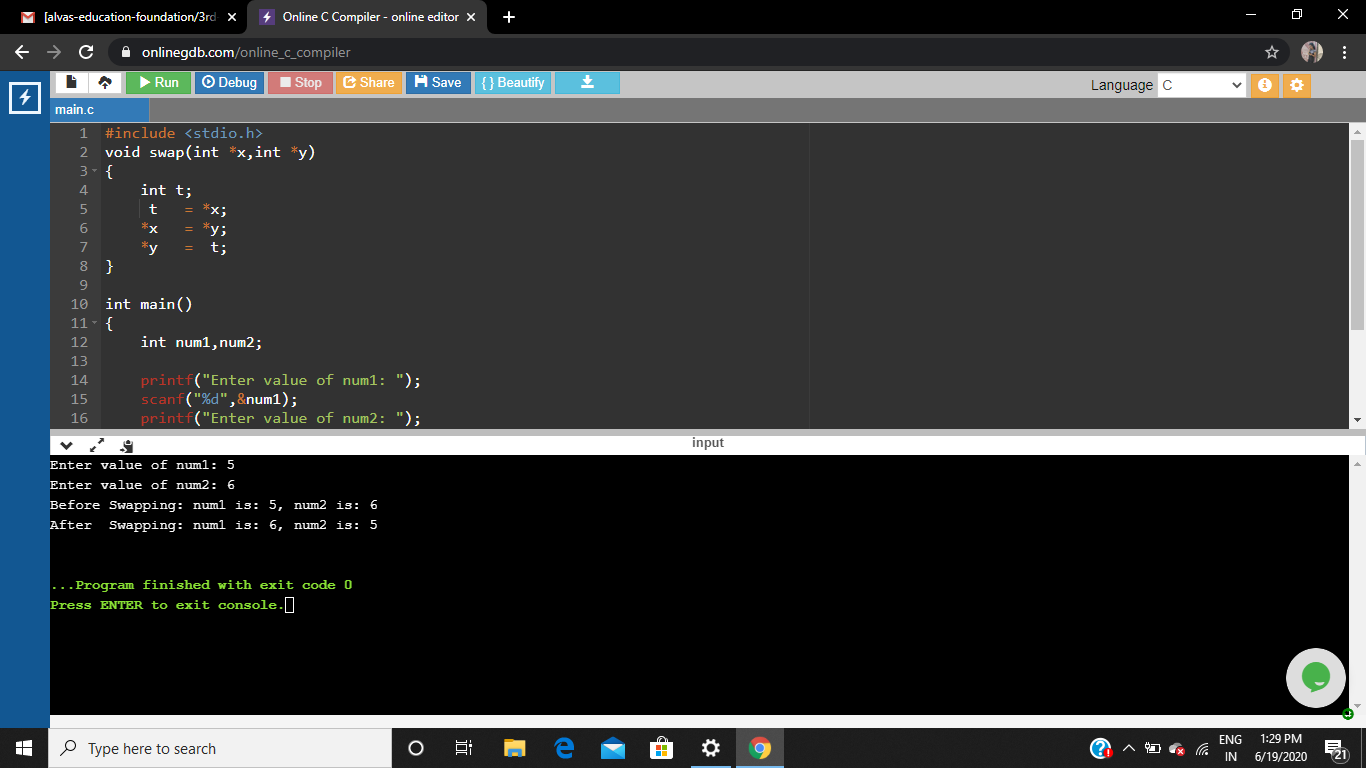 [alvas-education-foundation/3rd
Online C Compiler - online editor
onlinegdb.com/online_c_compiler
Run Debug Stop Share Save { } Beautify
Language C
main.c
1 #include <stdio.h>
2 void swap(int *x,int *y)
3 {
4 int t;
5 t = *x;
6 *x = *y;
7 *y = t;
8 }
9
10 int main()
11 {
12 int num1,num2;
13
14 printf("Enter value of num1: ");
15 scanf("%d",&num1);
16 printf("Enter value of num2: ");
input
Enter value of num1: 5
Enter value of num2: 6
Before Swapping: num1 is: 5, num2 is: 6
After  Swapping: num1 is: 6, num2 is: 5
...Program finished with exit code 0
Press ENTER to exit console.
Type here to search
ENG
IN
1:29 PM
6/19/2020
21